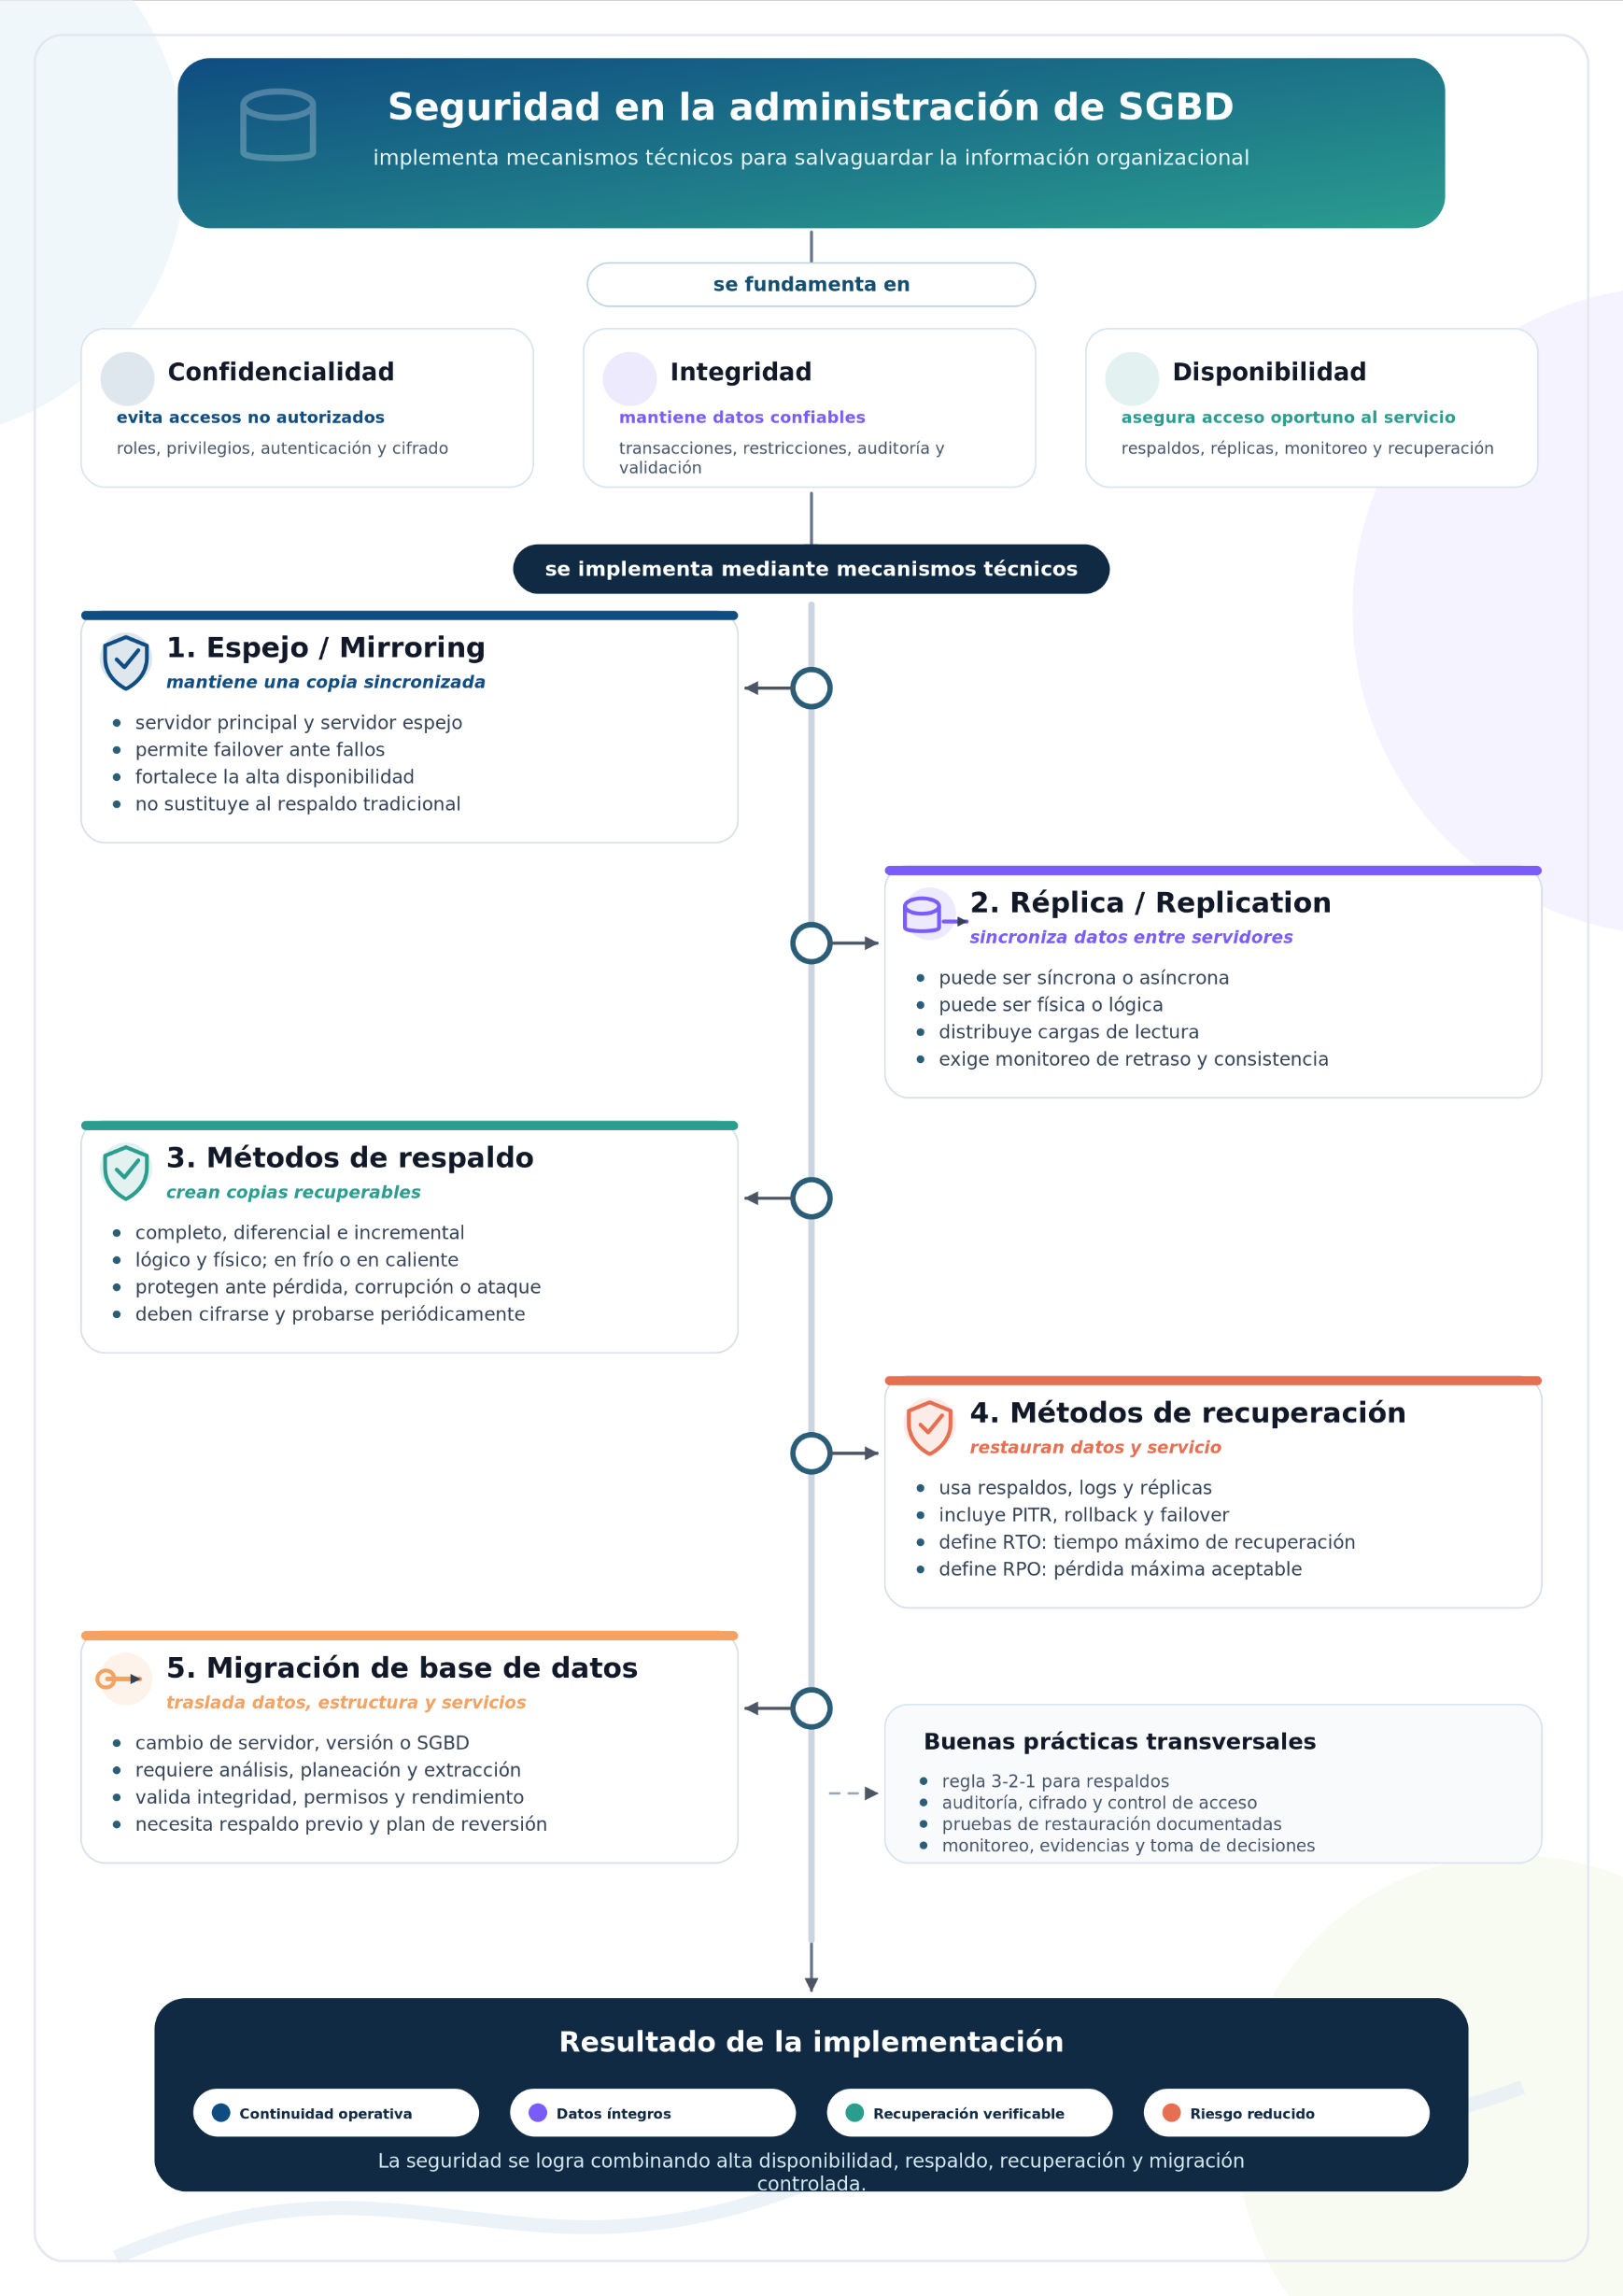 Seguridad en la administración de SGBD
implementa mecanismos técnicos para salvaguardar la información organizacional
se fundamenta en
Confidencialidad
evita accesos no autorizados
roles, privilegios, autenticación y cifrado
Integridad
mantiene datos confiables
transacciones, restricciones, auditoría y
validación
Disponibilidad
asegura acceso oportuno al servicio
respaldos, réplicas, monitoreo y recuperación
se implementa mediante mecanismos técnicos
1. Espejo / Mirroring
mantiene una copia sincronizada
servidor principal y servidor espejo
permite failover ante fallos
fortalece la alta disponibilidad
no sustituye al respaldo tradicional
2. Réplica / Replication
sincroniza datos entre servidores
puede ser síncrona o asíncrona
puede ser física o lógica
distribuye cargas de lectura
exige monitoreo de retraso y consistencia
3. Métodos de respaldo
crean copias recuperables
completo, diferencial e incremental
lógico y físico; en frío o en caliente
protegen ante pérdida, corrupción o ataque
deben cifrarse y probarse periódicamente
4. Métodos de recuperación
restauran datos y servicio
usa respaldos, logs y réplicas
incluye PITR, rollback y failover
define RTO: tiempo máximo de recuperación
define RPO: pérdida máxima aceptable
5. Migración de base de datos
traslada datos, estructura y servicios
cambio de servidor, versión o SGBD
requiere análisis, planeación y extracción
valida integridad, permisos y rendimiento
necesita respaldo previo y plan de reversión
Buenas prácticas transversales
regla 3-2-1 para respaldos
auditoría, cifrado y control de acceso
pruebas de restauración documentadas
monitoreo, evidencias y toma de decisiones
Resultado de la implementación
Continuidad operativa
Datos íntegros
Recuperación verificable
Riesgo reducido
La seguridad se logra combinando alta disponibilidad, respaldo, recuperación y migración
controlada.